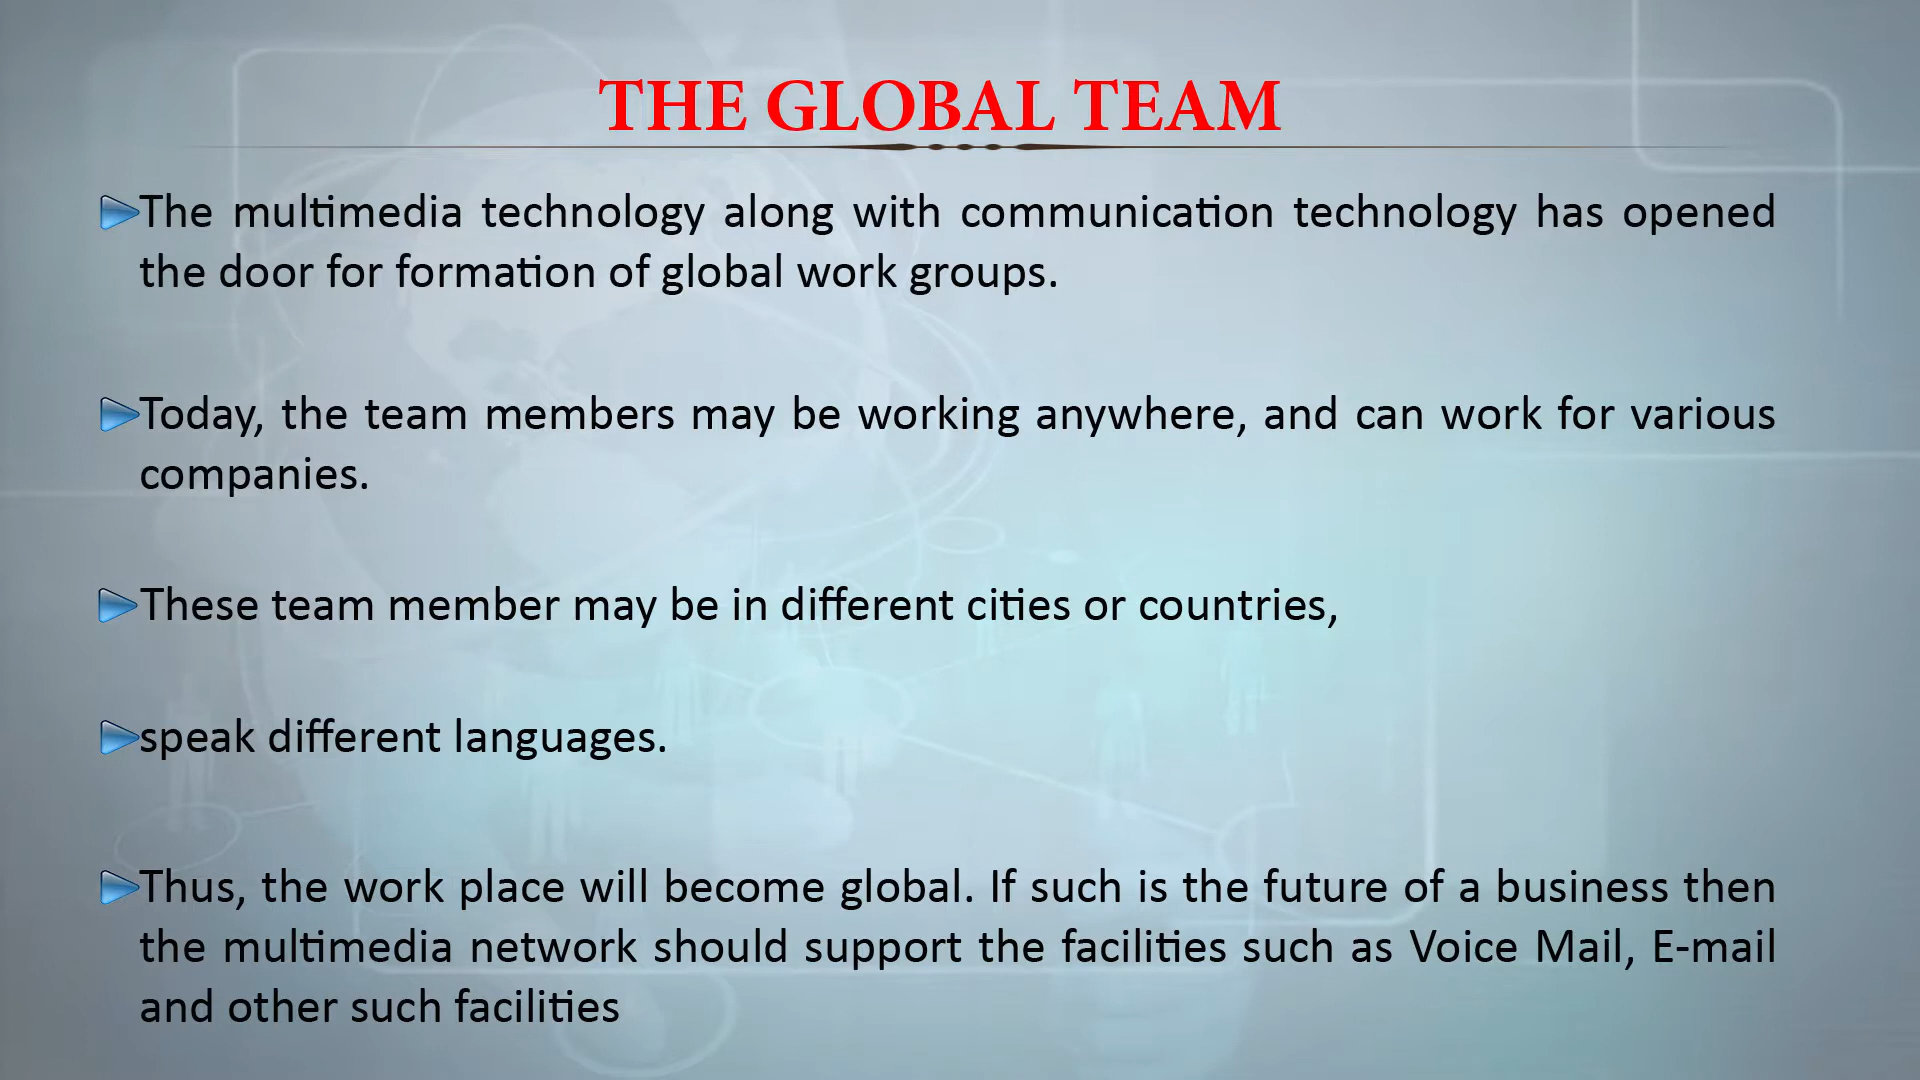 THE GLOBAL TEAM
The multimedia technology along with communication technology has opened
the door for formation of global work groups.
Today, the team members may be working anywhere, and can work for various
companies.
These team member may be in different cities or countries,
speak different languages.
Thus, the work place will become global. If such is the future of a business then
the multimedia network should support the facilities such as Voice Mail, E-mail
and other such facilities